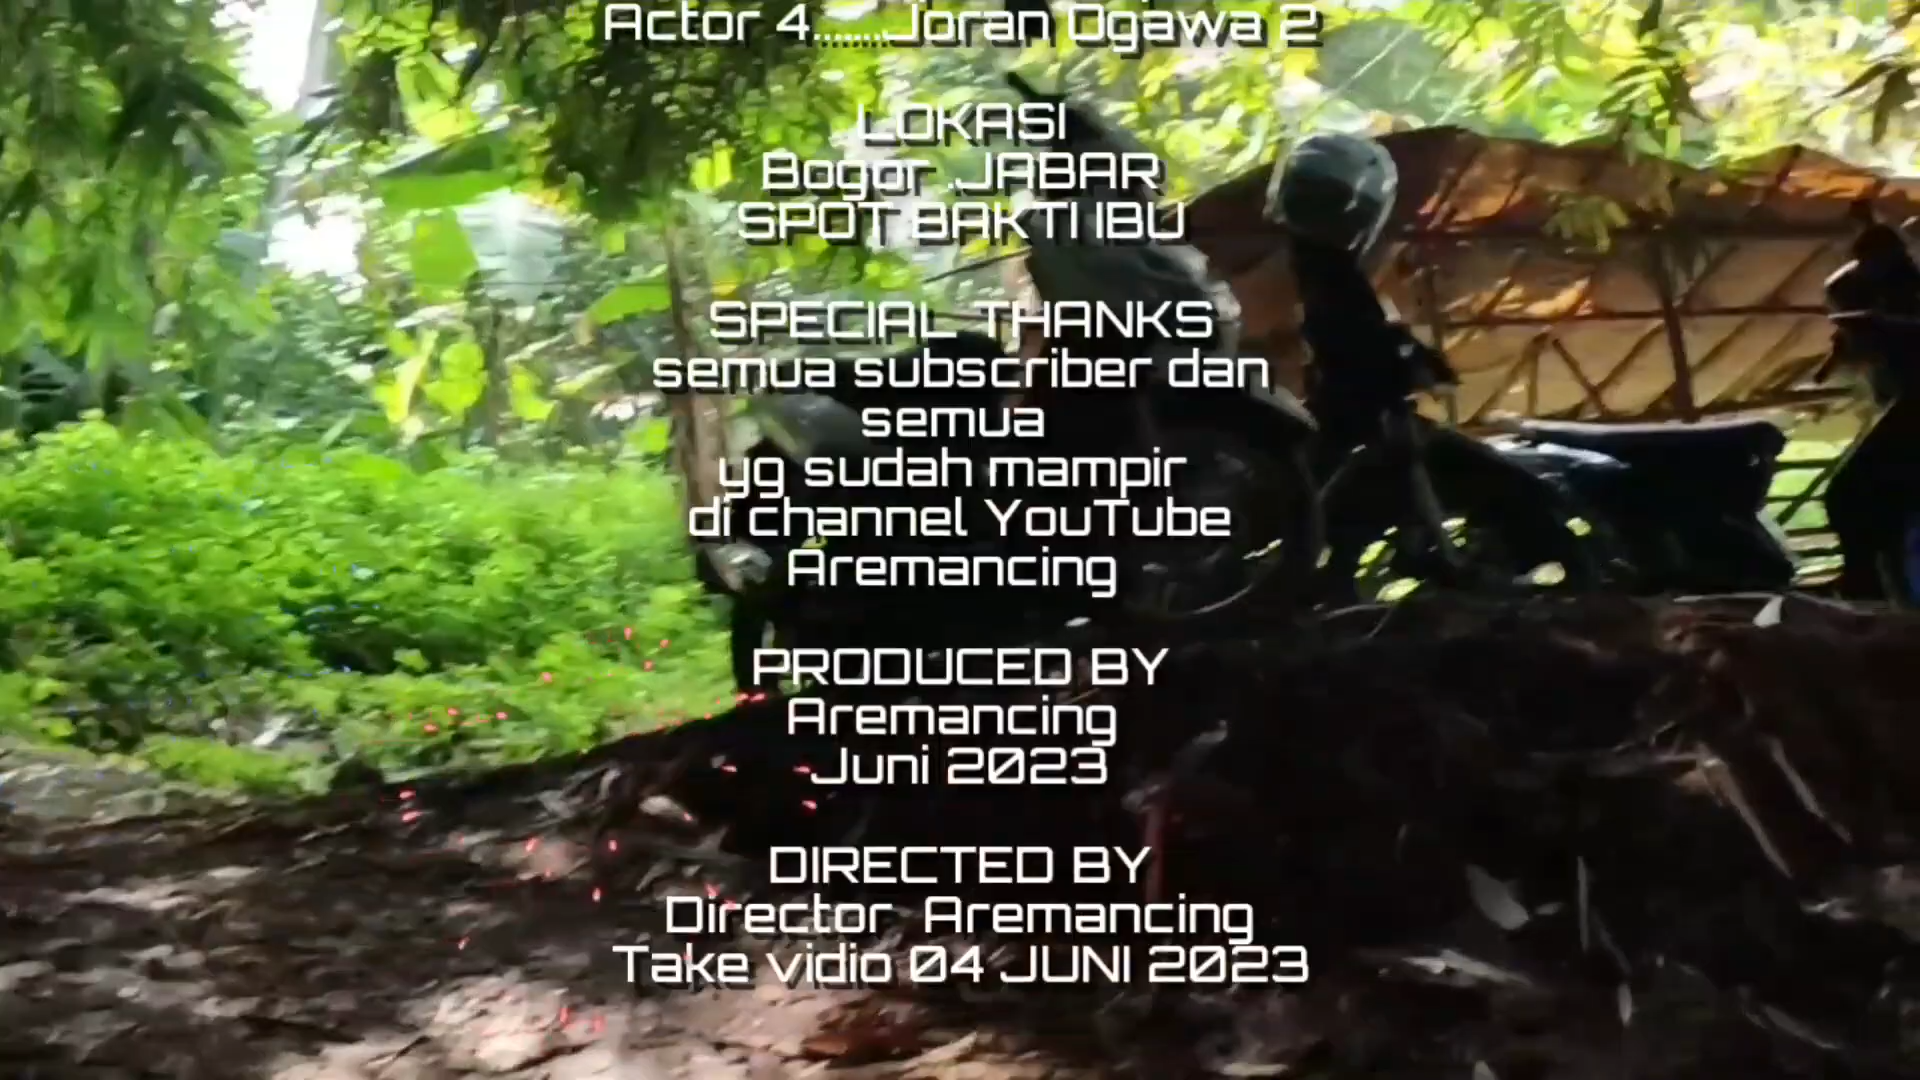 Actor 4.......Joran Ogawa 2
LOKASI
Bogor .JABAR
SPOT BAKTI IBU
SPECIAL THANKS
semua subscriber dan
semua
yg sudah mampir
di channel YouTube
Aremancing
PRODUCED BY
Aremancing
Juni 2023
DIRECTED BY
Director Aremancing
Take vidio 04 JUNI 2023